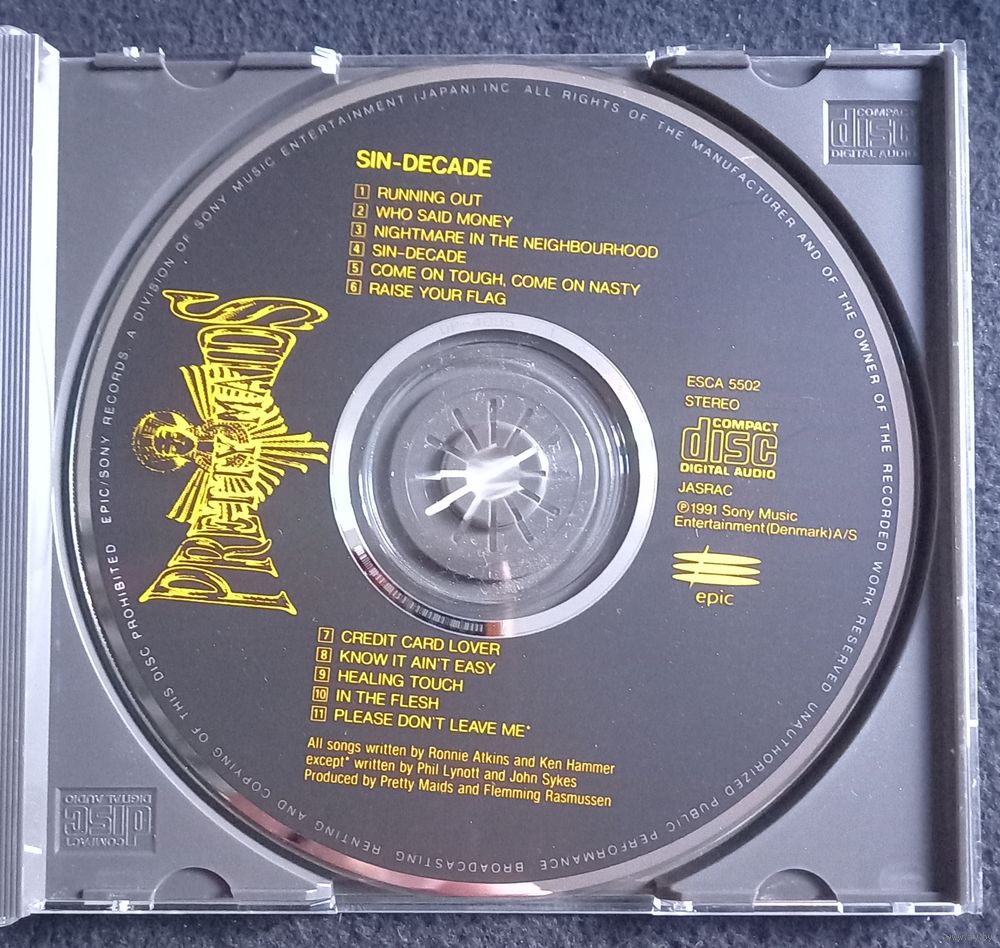 SIN-DECADE
1 RUNNING OUT
2 WHO SAID MONEY
3 NIGHTMARE IN THE NEIGHBOURHOOD
4 SIN-DECADE
5 COME ON TOUGH, COME ON NASTY
6 RAISE YOUR FLAG
PRETTY MAIDS
ESCA 5502
STEREO
COMPACT
disc
DIGITAL AUDIO
JASRAC
Ⓟ1991 Sony Music
Entertainment(Denmark)A/S
epic
7 CREDIT CARD LOVER
8 KNOW IT AIN'T EASY
9 HEALING TOUCH
10 IN THE FLESH
11 PLEASE DON'T LEAVE ME*
All songs written by Ronnie Atkins and Ken Hammer
except* written by Phil Lynott and John Sykes
Produced by Pretty Maids and Flemming Rasmussen
EPIC/SONY RECORDS. A DIVISION OF SONY MUSIC ENTERTAINMENT (JAPAN) INC ALL RIGHTS OF THE MANUFACTURER AND OF THE OWNER OF THE RECORDED WORK RESERVED UNAUTHORIZED PUBLIC PERFORMANCE BROADCASTING RENTING AND COPYING OF THIS DISC PROHIBITED
COMPACT
disc
DIGITAL AUDIO
COMPACT
disc
DIGITAL AUDIO